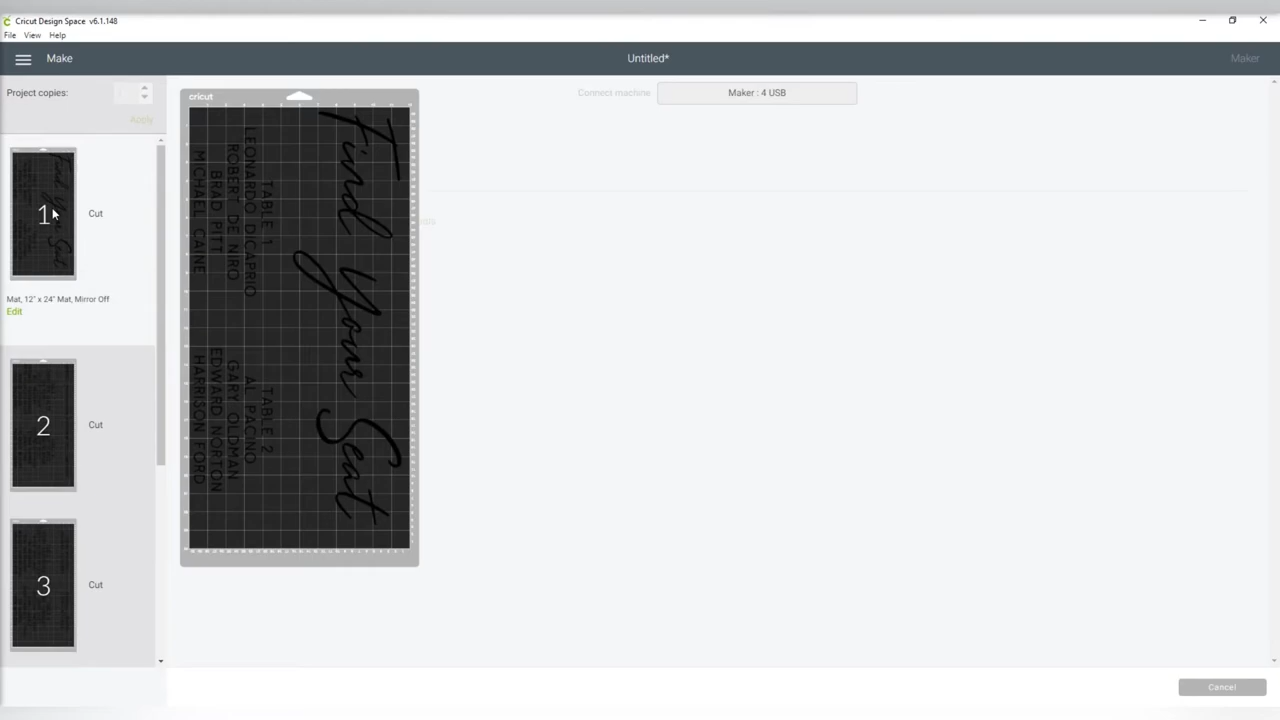 Cricut Design Space v6.1.148
File View Help
Make
Untitled*
Maker
Project copies:
Apply
Connect machine
Maker : 4 USB
1
Cut
Mat, 12" x 24" Mat, Mirror Off
Edit
2
Cut
3
Cut
cricut
Find Your Seat
TABLE 1
LEONARDO DICAPRIO
ROBERT DE NIRO
BRAD PITT
MICHAEL CAINE
TABLE 2
AL PACINO
GARY OLDMAN
EDWARD NORTON
HARRISON FORD
Cancel